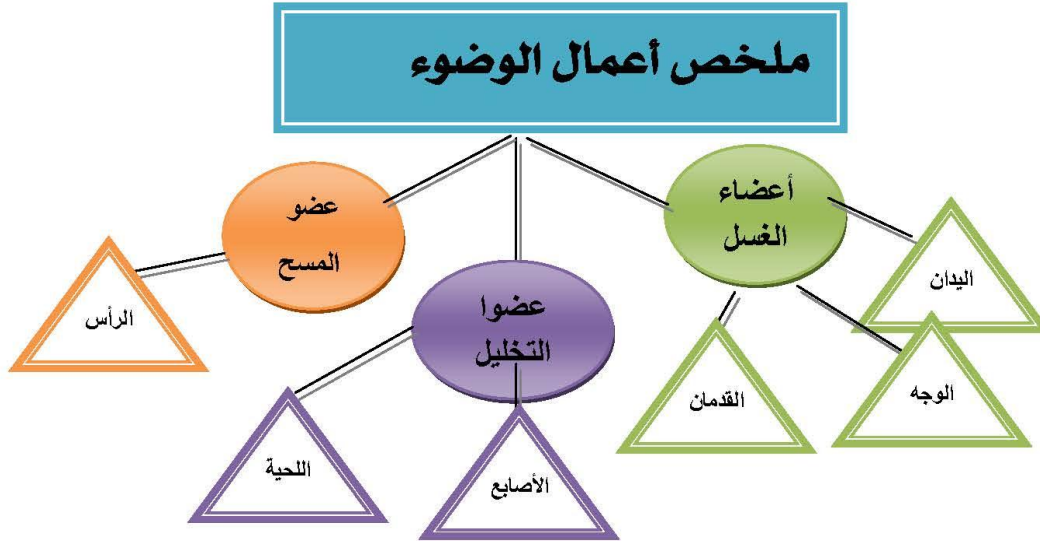 ملخص أعمال الوضوء
أعضاء
الغسل
اليدان
الوجه
القدمان
عضوا
التخليل
الأصابع
اللحية
عضو
المسح
الرأس